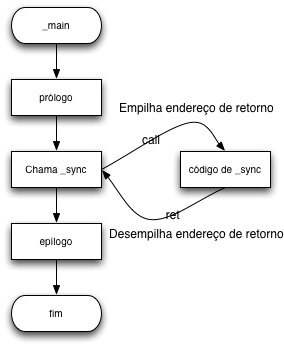 _main
prólogo
Empilha endereço de retorno
call
Chama _sync
código de _sync
ret
Desempilha endereço de retorno
epílogo
fim